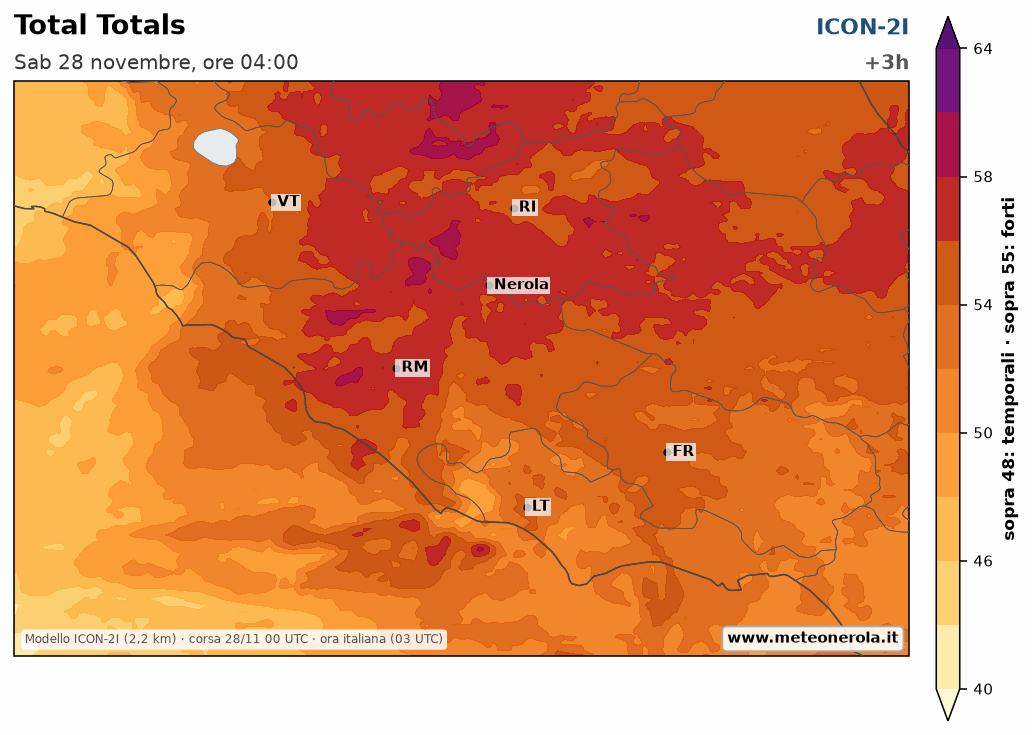 Total Totals
ICON-2I
Sab 28 novembre, ore 04:00
+3h
VT
RI
Nerola
RM
FR
LT
Modello ICON-2I (2,2 km) · corsa 28/11 00 UTC · ora italiana (03 UTC)
www.meteonerola.it
64
58
54
50
46
40
sopra 48: temporali · sopra 55: forti